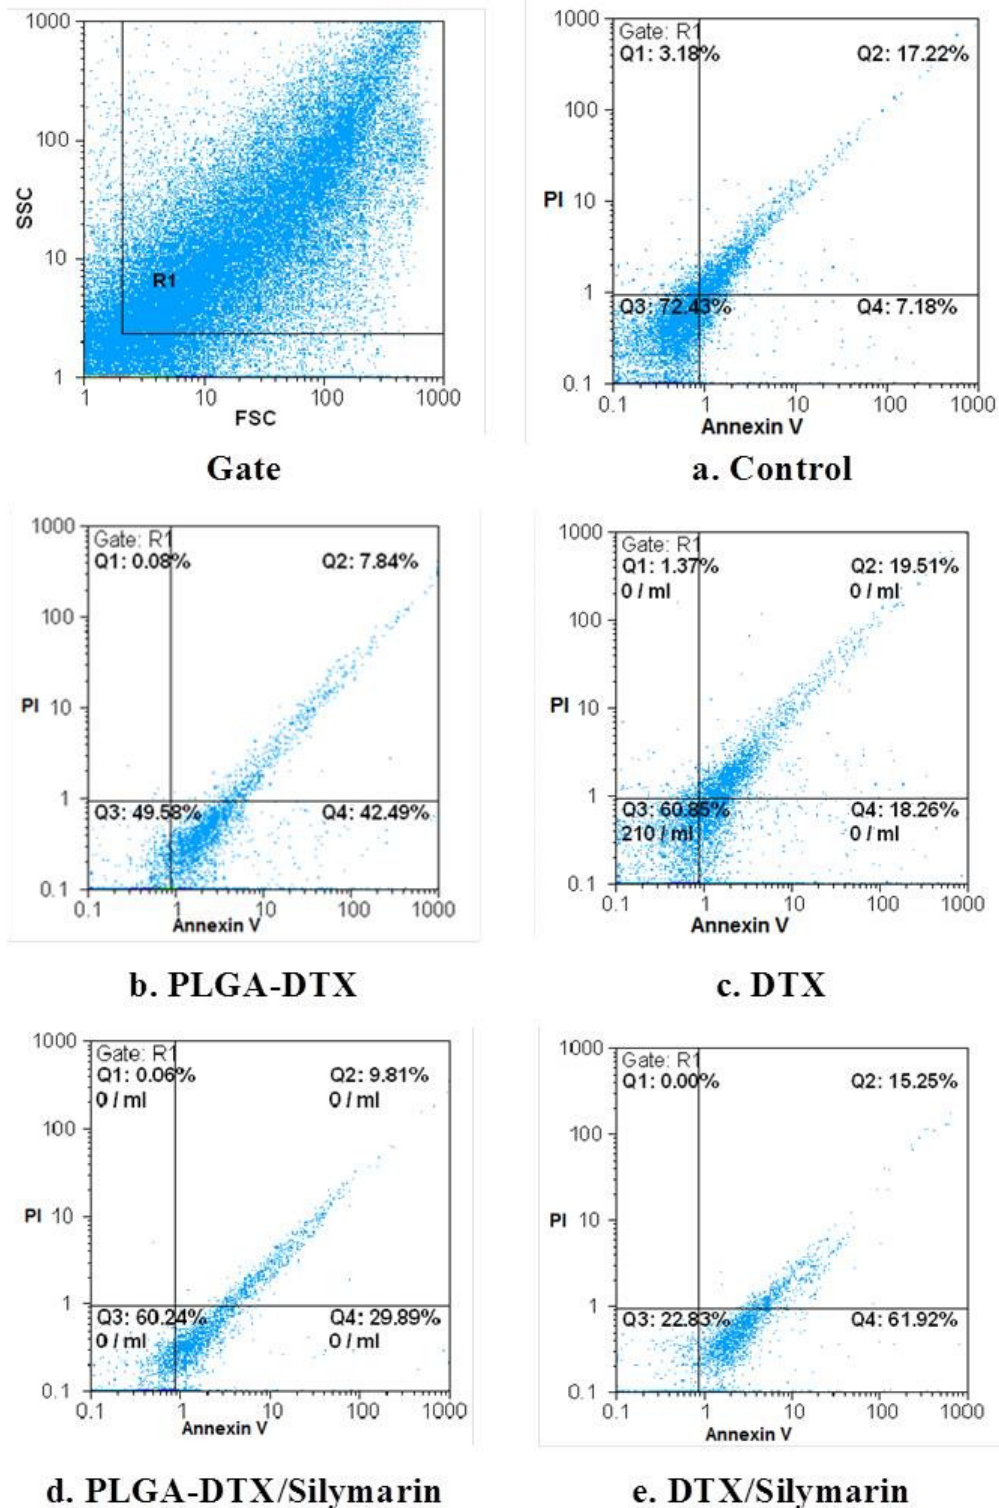 1000
100
10
1
SSC
R1
1 10 100 1000
FSC
Gate
1000
100
10
1
0.1
PI
Gate: R1
Q1: 3.18% Q2: 17.22%
Q3: 72.43% Q4: 7.18%
0.1 1 10 100 1000
Annexin V
a. Control
1000
100
10
1
0.1
PI
Gate: R1
Q1: 0.08% Q2: 7.84%
Q3: 49.58% Q4: 42.49%
0.1 1 10 100 1000
Annexin V
b. PLGA-DTX
1000
100
10
1
0.1
PI
Gate: R1
Q1: 1.37% Q2: 19.51%
0 / ml 0 / ml
Q3: 60.85% Q4: 18.26%
210 / ml 0 / ml
0.1 1 10 100 1000
Annexin V
c. DTX
1000
100
10
1
0.1
PI
Gate: R1
Q1: 0.06% Q2: 9.81%
0 / ml 0 / ml
Q3: 60.24% Q4: 29.89%
0 / ml 0 / ml
0.1 1 10 100 1000
Annexin V
d. PLGA-DTX/Silymarin
1000
100
10
1
0.1
PI
Gate: R1
Q1: 0.00% Q2: 15.25%
Q3: 22.83% Q4: 61.92%
0.1 1 10 100 1000
Annexin V
e. DTX/Silymarin